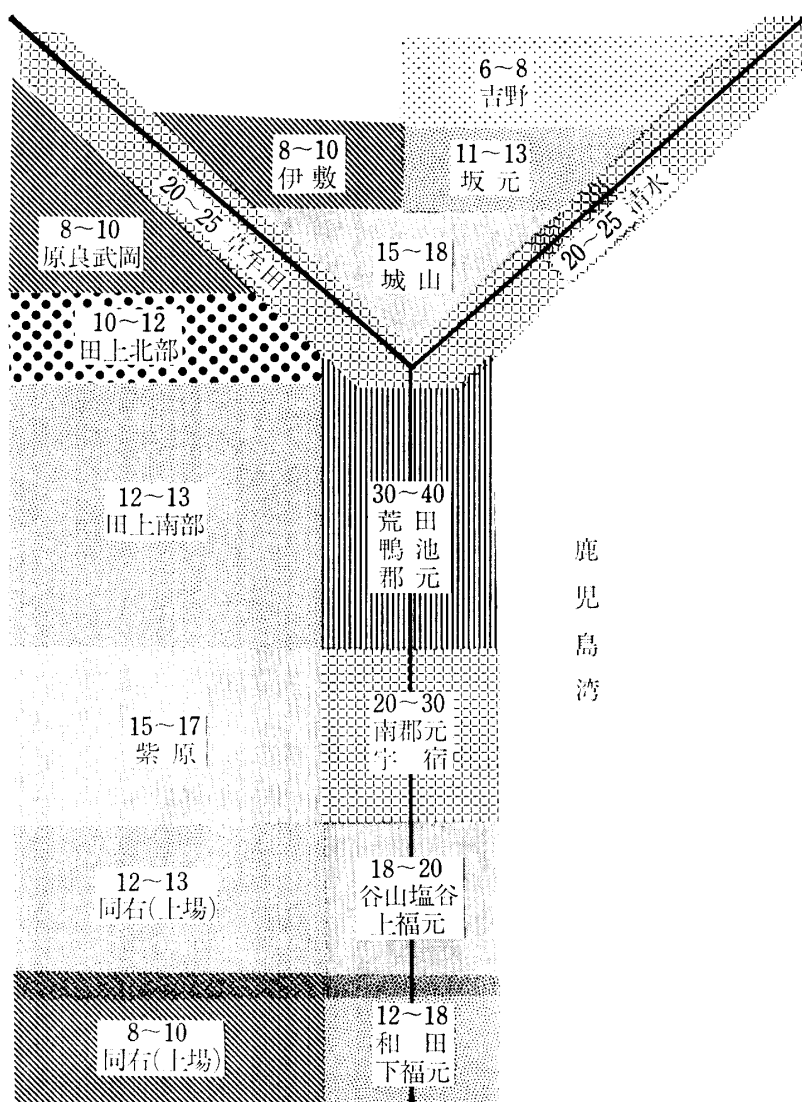 6~8
吉野
8~10
伊敷
11~13
坂元
20~25 草牟田
20~25 清水
8~10
原良武岡
15~18
城山
10~12
田上北部
12~13
田上南部
30~40
荒田
鴨池
郡元
鹿児島湾
15~17
紫原
20~30
南郡元
宇宿
12~13
同右(上場)
18~20
谷山塩谷
上福元
8~10
同右(上場)
12~18
和田
下福元